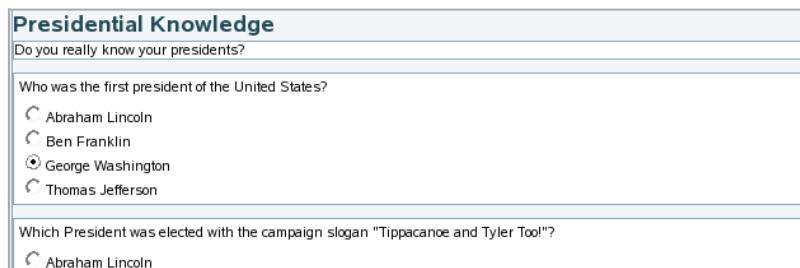 Presidential Knowledge
Do you really know your presidents?
Who was the first president of the United States?
Abraham Lincoln
Ben Franklin
George Washington
Thomas Jefferson
Which President was elected with the campaign slogan "Tippacanoe and Tyler Too!"?
Abraham Lincoln